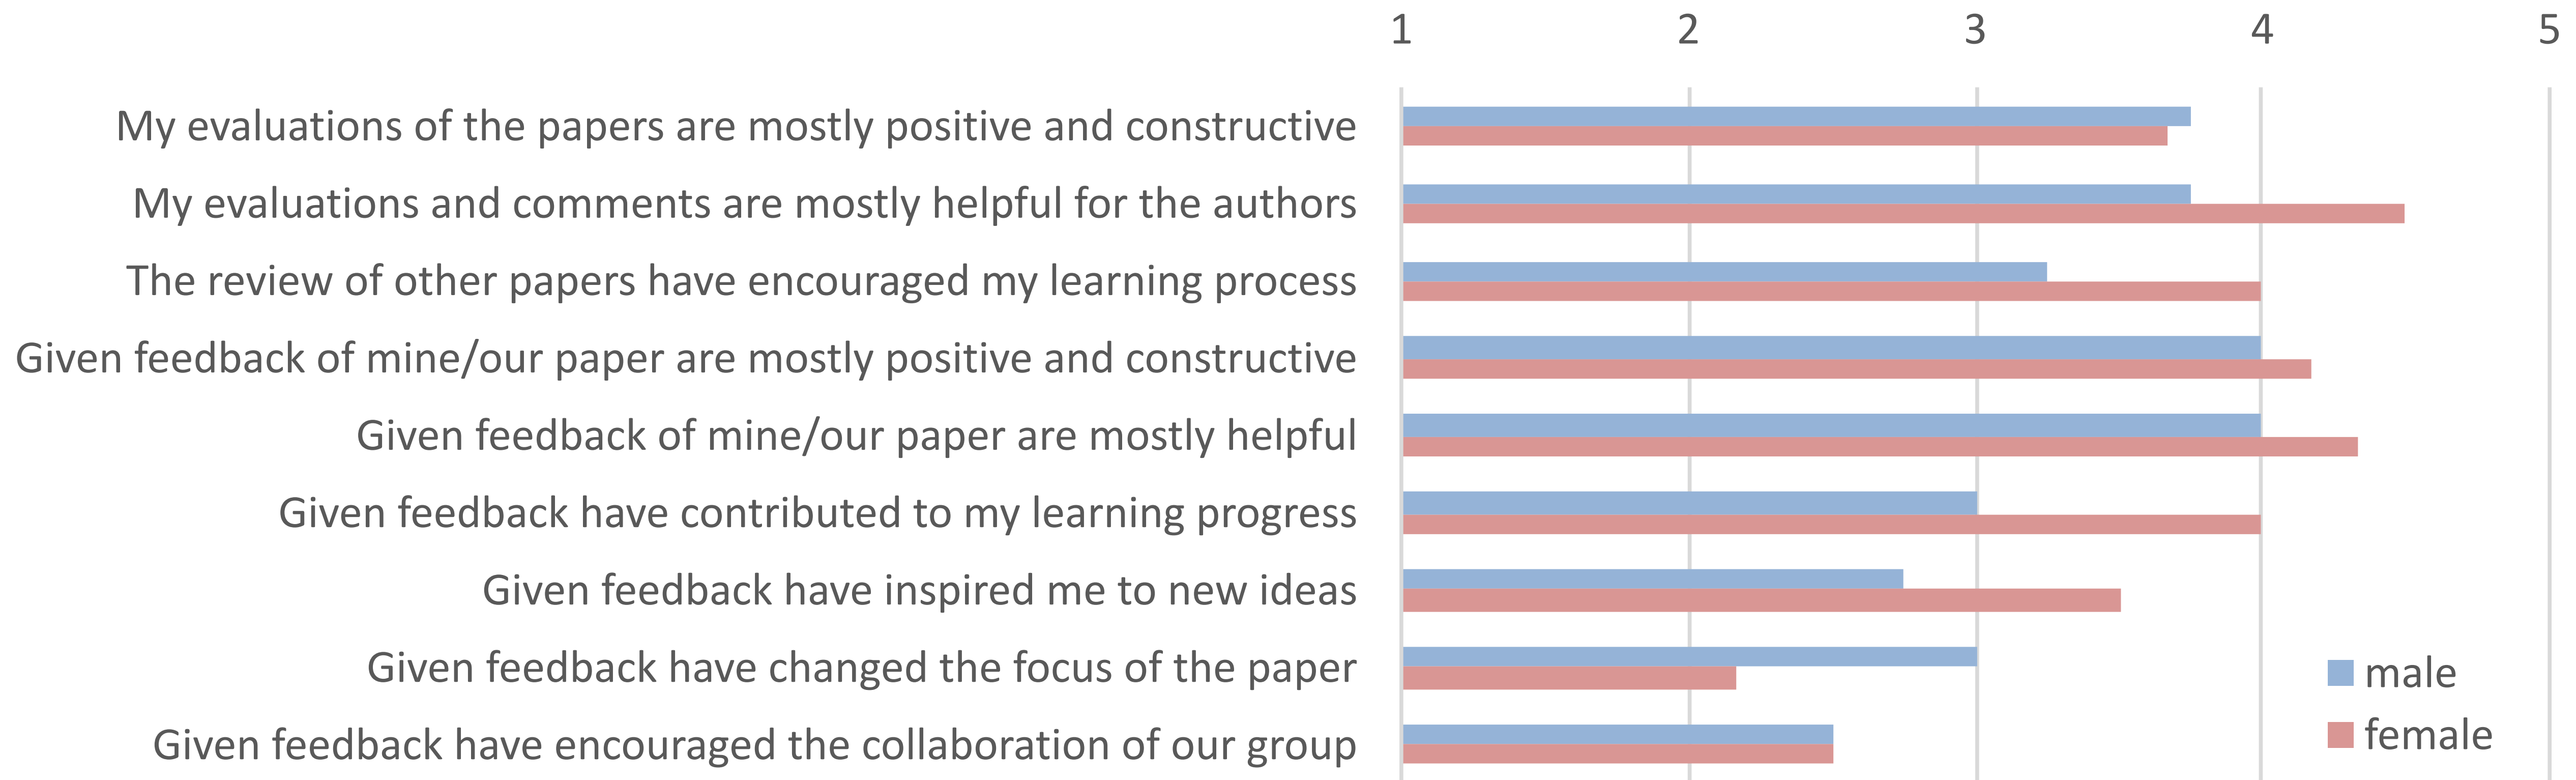 1 2 3 4 5
My evaluations of the papers are mostly positive and constructive
My evaluations and comments are mostly helpful for the authors
The review of other papers have encouraged my learning process
Given feedback of mine/our paper are mostly positive and constructive
Given feedback of mine/our paper are mostly helpful
Given feedback have contributed to my learning progress
Given feedback have inspired me to new ideas
Given feedback have changed the focus of the paper
Given feedback have encouraged the collaboration of our group
male
female